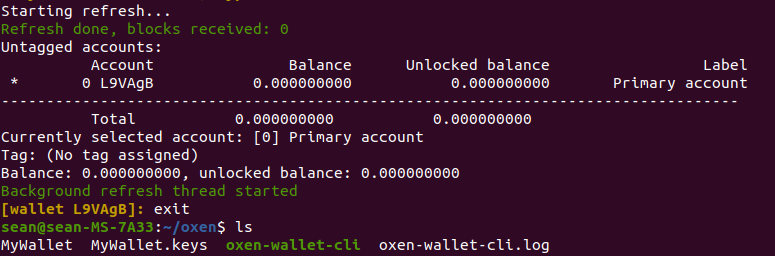 Starting refresh...
Refresh done, blocks received: 0
Untagged accounts:
Account Balance Unlocked balance Label
* 0 L9VAgB 0.000000000 0.000000000 Primary account
----------------------------------------------------------------------------------
Total 0.000000000 0.000000000
Currently selected account: [0] Primary account
Tag: (No tag assigned)
Balance: 0.000000000, unlocked balance: 0.000000000
Background refresh thread started
[wallet L9VAgB]: exit
sean@sean-MS-7A33:~/oxen$ ls
MyWallet MyWallet.keys oxen-wallet-cli oxen-wallet-cli.log